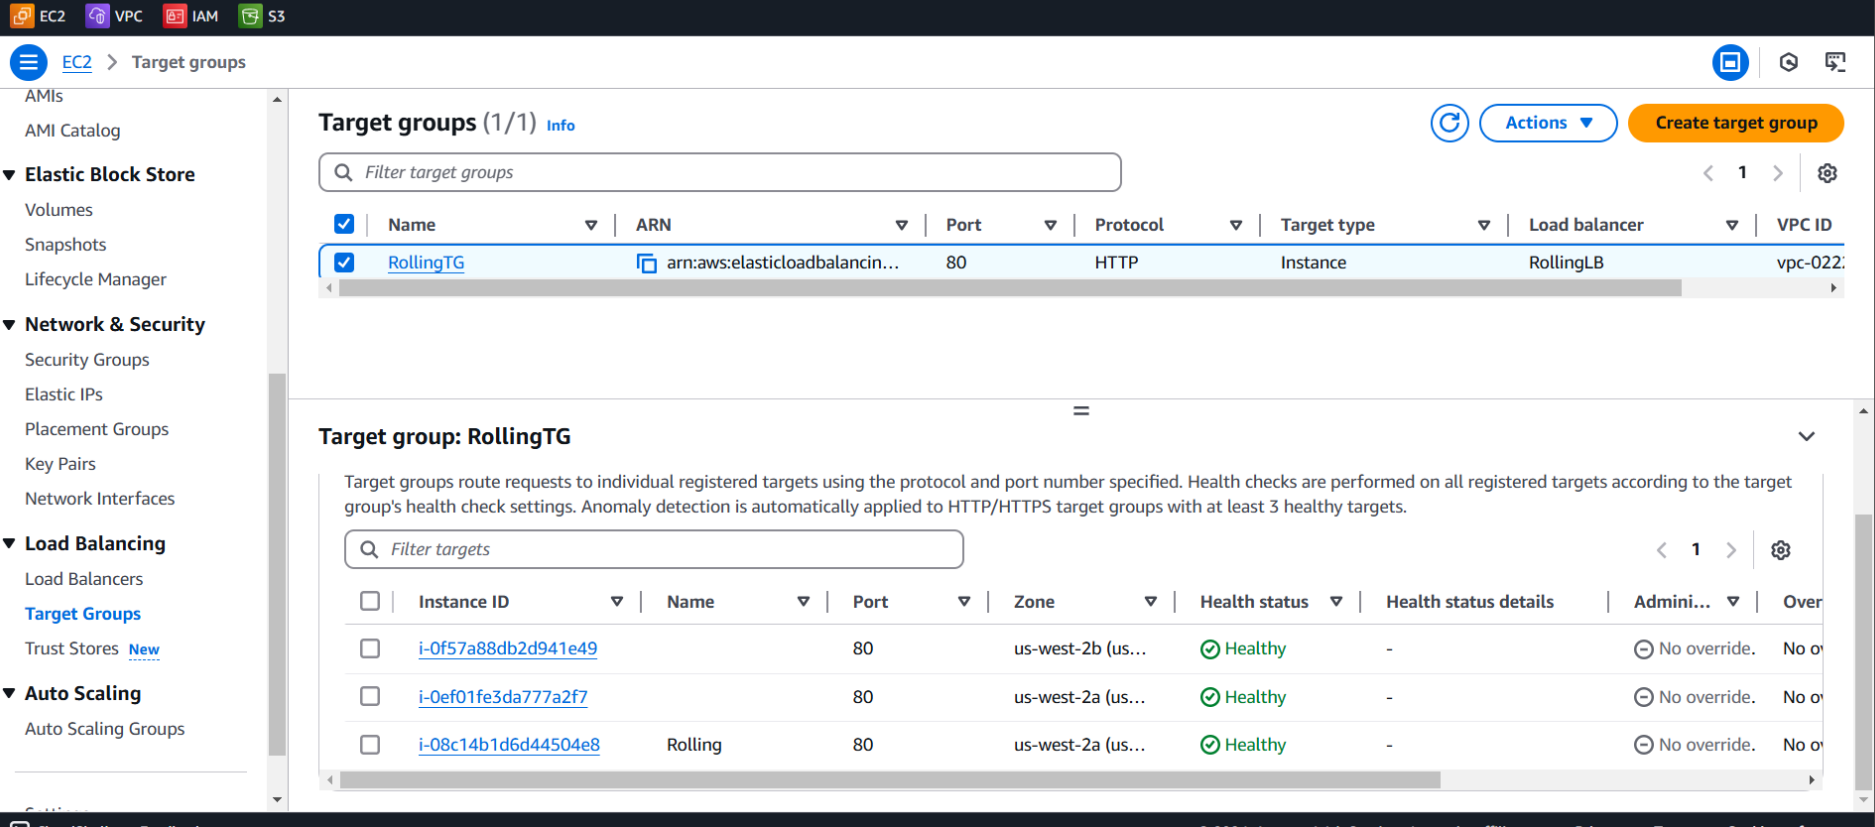 EC2 VPC IAM S3
EC2 Target groups
AMIs
AMI Catalog
Elastic Block Store
Volumes
Snapshots
Lifecycle Manager
Network & Security
Security Groups
Elastic IPs
Placement Groups
Key Pairs
Network Interfaces
Load Balancing
Load Balancers
Target Groups
Trust Stores New
Auto Scaling
Auto Scaling Groups
Target groups (1/1) Info
Actions Create target group
Filter target groups
1
Name ARN Port Protocol Target type Load balancer VPC ID
RollingTG arn:aws:elasticloadbalancin... 80 HTTP Instance RollingLB vpc-022
Target group: RollingTG
Target groups route requests to individual registered targets using the protocol and port number specified. Health checks are performed on all registered targets according to the target
group's health check settings. Anomaly detection is automatically applied to HTTP/HTTPS target groups with at least 3 healthy targets.
Filter targets
1
Instance ID Name Port Zone Health status Health status details Admini... Over
i-0f57a88db2d941e49 80 us-west-2b (us... Healthy - No override. No ov
i-0ef01fe3da777a2f7 80 us-west-2a (us... Healthy - No override. No ov
i-08c14b1d6d44504e8 Rolling 80 us-west-2a (us... Healthy - No override. No ov